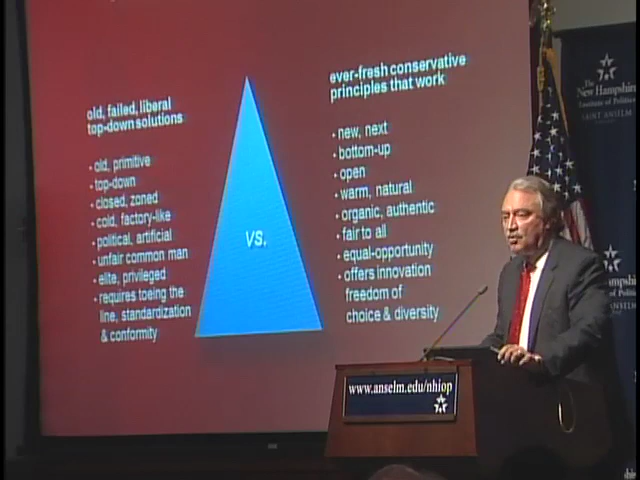 old, failed, liberal
top-down solutions
• old, primitive
• top-down
• closed, zoned
• cold, factory-like
• political, artificial
• unfair common man
• elite, privileged
• requires toeing the
line, standardization
& conformity
vs.
ever-fresh conservative
principles that work
• new, next
• bottom-up
• open
• warm, natural
• organic, authentic
• fair to all
• equal-opportunity
• offers innovation
freedom of
choice & diversity
The
New Hampshire
Institute of Politics
SAINT ANSELM
www.anselm.edu/nhiop